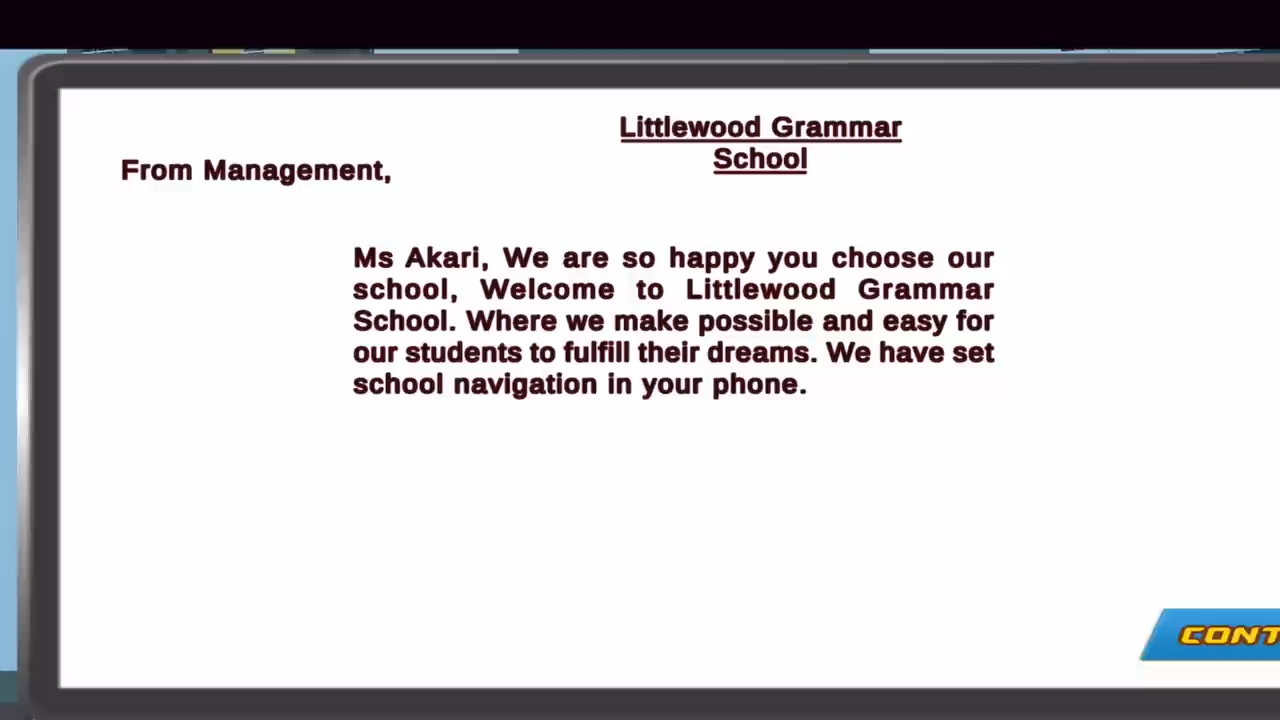 Littlewood Grammar
School
From Management,
Ms Akari, We are so happy you choose our
school, Welcome to Littlewood Grammar
School. Where we make possible and easy for
our students to fulfill their dreams. We have set
school navigation in your phone.
CONT